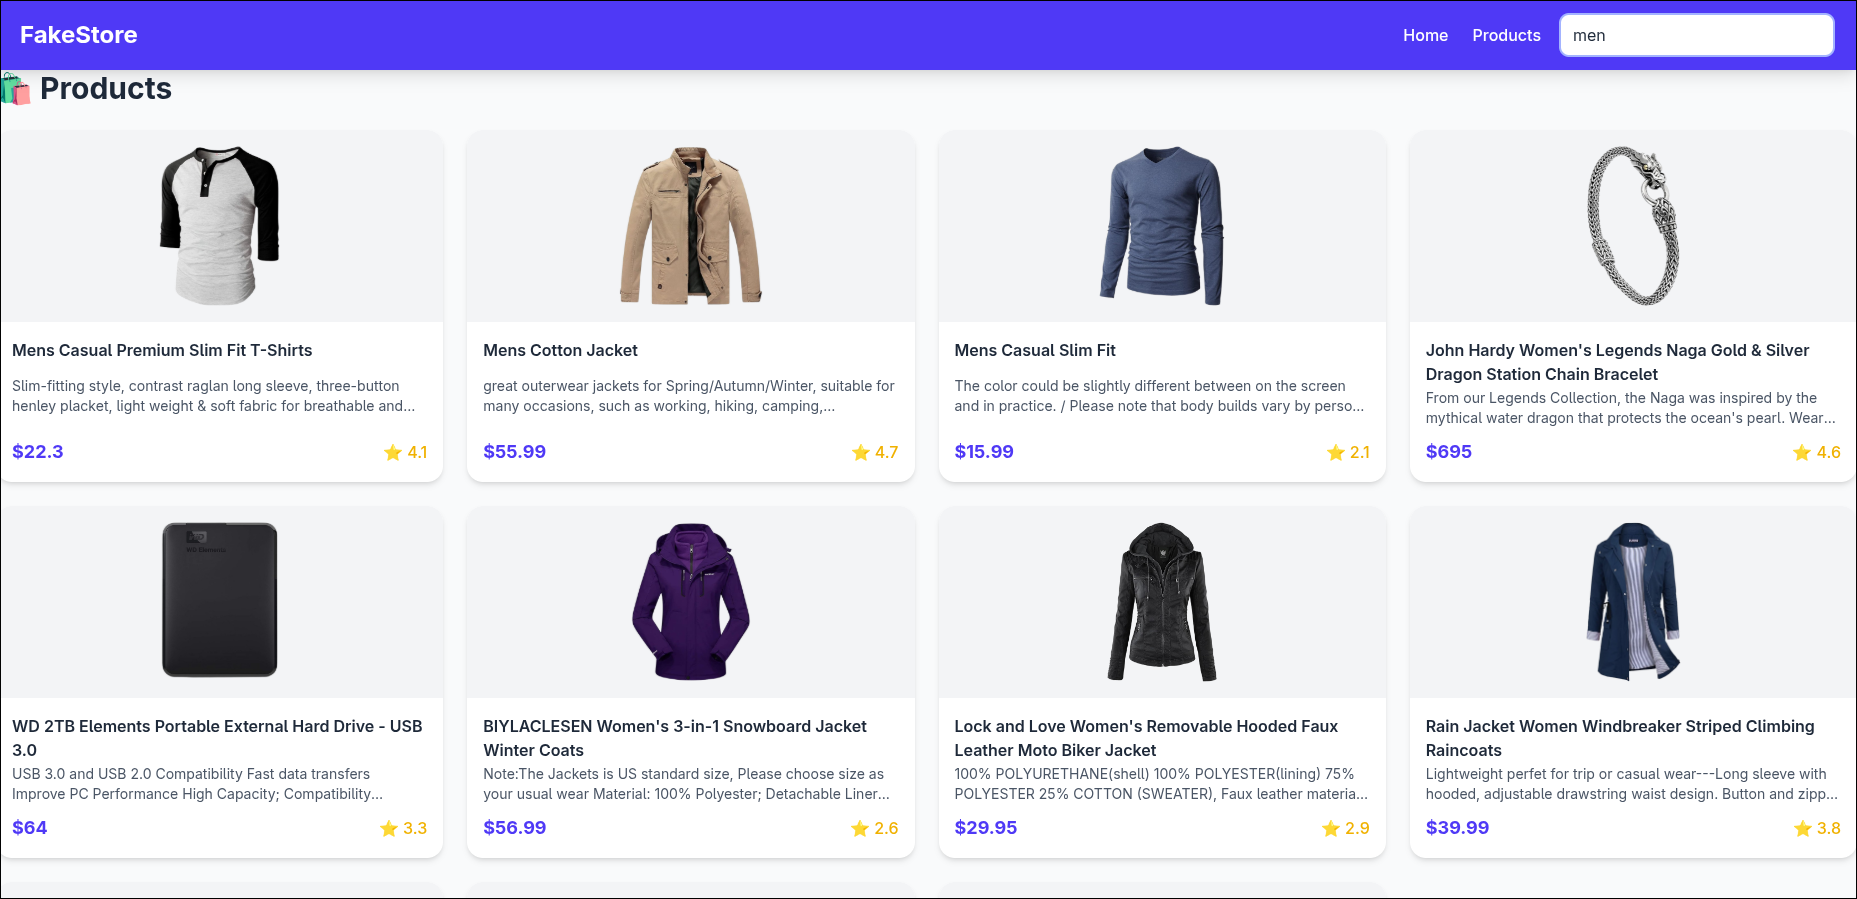 FakeStore
Home
Products
men
Products
Mens Casual Premium Slim Fit T-Shirts
Slim-fitting style, contrast raglan long sleeve, three-button
henley placket, light weight & soft fabric for breathable and...
$22.3
4.1
Mens Cotton Jacket
great outerwear jackets for Spring/Autumn/Winter, suitable for
many occasions, such as working, hiking, camping,...
$55.99
4.7
Mens Casual Slim Fit
The color could be slightly different between on the screen
and in practice. / Please note that body builds vary by perso...
$15.99
2.1
John Hardy Women's Legends Naga Gold & Silver
Dragon Station Chain Bracelet
From our Legends Collection, the Naga was inspired by the
mythical water dragon that protects the ocean's pearl. Wear...
$695
4.6
WD Elements
WD 2TB Elements Portable External Hard Drive - USB
3.0
USB 3.0 and USB 2.0 Compatibility Fast data transfers
Improve PC Performance High Capacity; Compatibility...
$64
3.3
BIYLACLESEN Women's 3-in-1 Snowboard Jacket
Winter Coats
Note:The Jackets is US standard size, Please choose size as
your usual wear Material: 100% Polyester; Detachable Liner...
$56.99
2.6
Lock and Love Women's Removable Hooded Faux
Leather Moto Biker Jacket
100% POLYURETHANE(shell) 100% POLYESTER(lining) 75%
POLYESTER 25% COTTON (SWEATER), Faux leather materia...
$29.95
2.9
Rain Jacket Women Windbreaker Striped Climbing
Raincoats
Lightweight perfet for trip or casual wear---Long sleeve with
hooded, adjustable drawstring waist design. Button and zipp...
$39.99
3.8